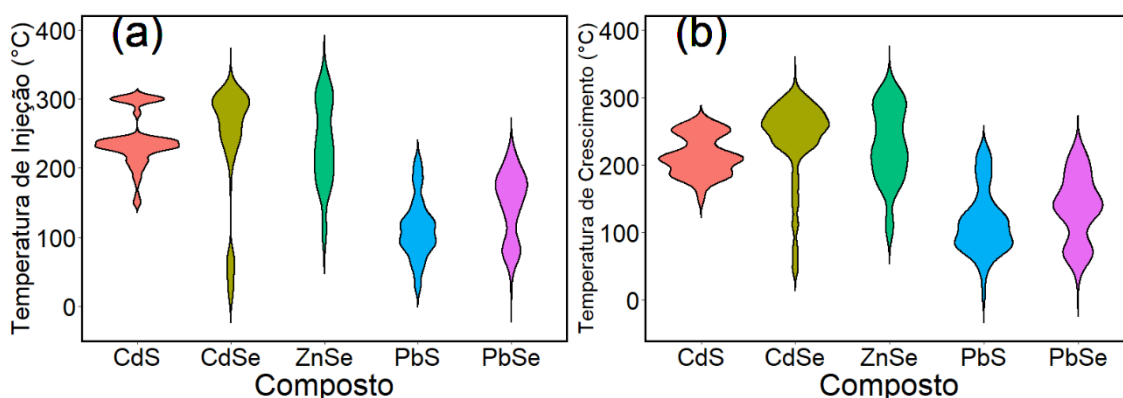 (a)
Temperatura de Injeção (°C)
400
300
200
100
0
CdS CdSe ZnSe PbS PbSe
Composto
(b)
Temperatura de Crescimento (°C)
400
300
200
100
0
CdS CdSe ZnSe PbS PbSe
Composto